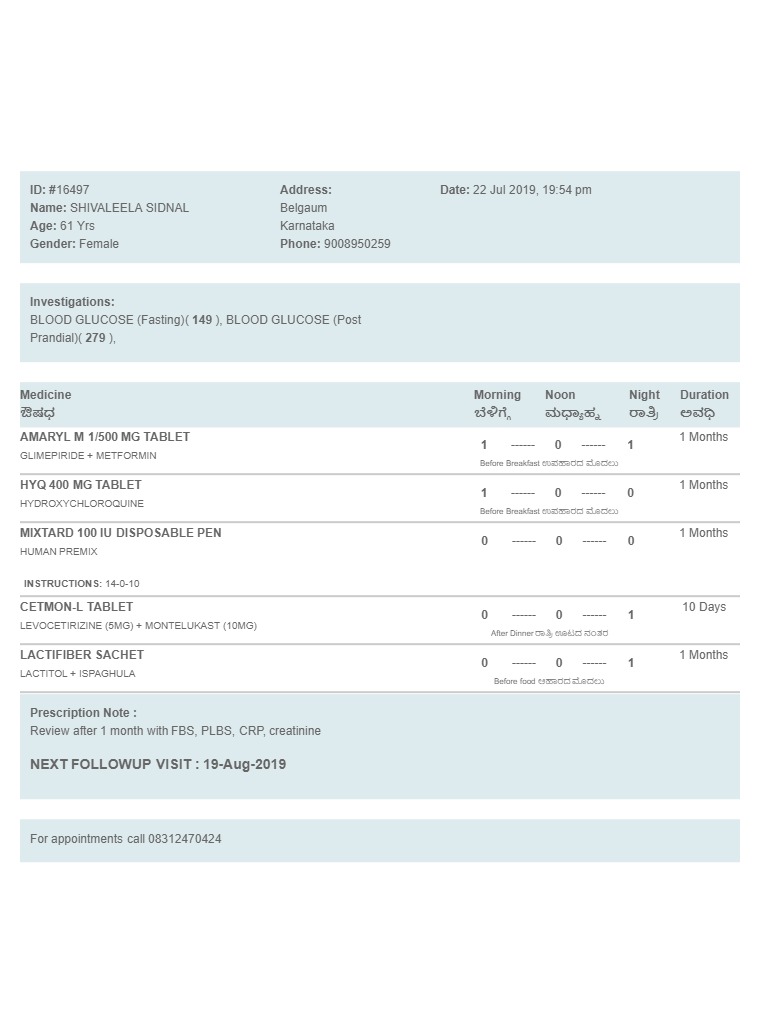 ID: #16497
Name: SHIVALEELA SIDNAL
Age: 61 Yrs
Gender: Female
Address:
Belgaum
Karnataka
Phone: 9008950259
Date: 22 Jul 2019, 19:54 pm
Investigations:
BLOOD GLUCOSE (Fasting)( 149 ), BLOOD GLUCOSE (Post
Prandial)( 279 ),
Medicine Morning Noon Night Duration
ಔಷಧ ಬೆಳಿಗ್ಗೆ ಮಧ್ಯಾಹ್ನ ರಾತ್ರಿ ಅವಧಿ
AMARYL M 1/500 MG TABLET 1 ------ 0 ------ 1 1 Months
GLIMEPIRIDE + METFORMIN Before Breakfast ಉಪಹಾರದ ಮೊದಲು
HYQ 400 MG TABLET 1 ------ 0 ------ 0 1 Months
HYDROXYCHLOROQUINE Before Breakfast ಉಪಹಾರದ ಮೊದಲು
MIXTARD 100 IU DISPOSABLE PEN 0 ------ 0 ------ 0 1 Months
HUMAN PREMIX
INSTRUCTIONS: 14-0-10
CETMON-L TABLET 0 ------ 0 ------ 1 10 Days
LEVOCETIRIZINE (5MG) + MONTELUKAST (10MG) After Dinner ರಾತ್ರಿ ಊಟದ ನಂತರ
LACTIFIBER SACHET 0 ------ 0 ------ 1 1 Months
LACTITOL + ISPAGHULA Before food ಆಹಾರದ ಮೊದಲು
Prescription Note :
Review after 1 month with FBS, PLBS, CRP, creatinine
NEXT FOLLOWUP VISIT : 19-Aug-2019
For appointments call 08312470424